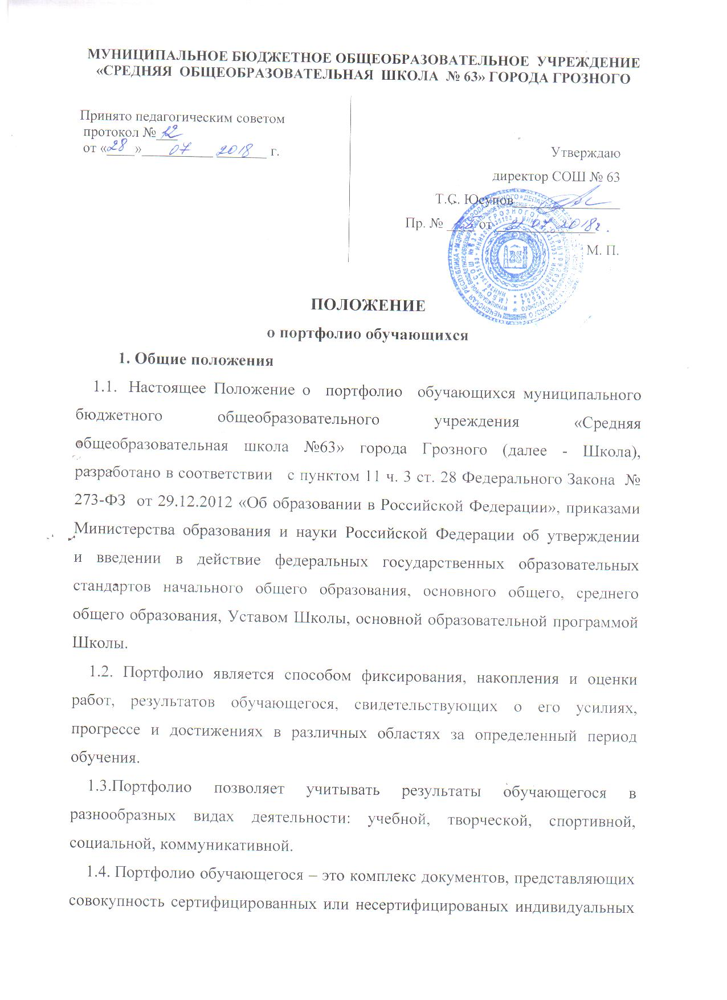 МУНИЦИПАЛЬНОЕ БЮДЖЕТНОЕ ОБЩЕОБРАЗОВАТЕЛЬНОЕ УЧРЕЖДЕНИЕ
«СРЕДНЯЯ ОБЩЕОБРАЗОВАТЕЛЬНАЯ ШКОЛА № 63» ГОРОДА ГРОЗНОГО
Принято педагогическим советом
протокол № 12
от «28» 07 2018 г.
Утверждаю
директор СОШ № 63
Т.С. Юсупов
Пр. № от 07 2018г.
М. П.
ПОЛОЖЕНИЕ
о портфолио обучающихся
1. Общие положения
1.1. Настоящее Положение о портфолио обучающихся муниципального
бюджетного общеобразовательного учреждения «Средняя
общеобразовательная школа №63» города Грозного (далее - Школа),
разработано в соответствии с пунктом 11 ч. 3 ст. 28 Федерального Закона №
273-ФЗ от 29.12.2012 «Об образовании в Российской Федерации», приказами
Министерства образования и науки Российской Федерации об утверждении
и введении в действие федеральных государственных образовательных
стандартов начального общего образования, основного общего, среднего
общего образования, Уставом Школы, основной образовательной программой
Школы.
1.2. Портфолио является способом фиксирования, накопления и оценки
работ, результатов обучающегося, свидетельствующих о его усилиях,
прогрессе и достижениях в различных областях за определенный период
обучения.
1.3.Портфолио позволяет учитывать результаты обучающегося в
разнообразных видах деятельности: учебной, творческой, спортивной,
социальной, коммуникативной.
1.4. Портфолио обучающегося – это комплекс документов, представляющих
совокупность сертифицированных или несертифицированых индивидуальных